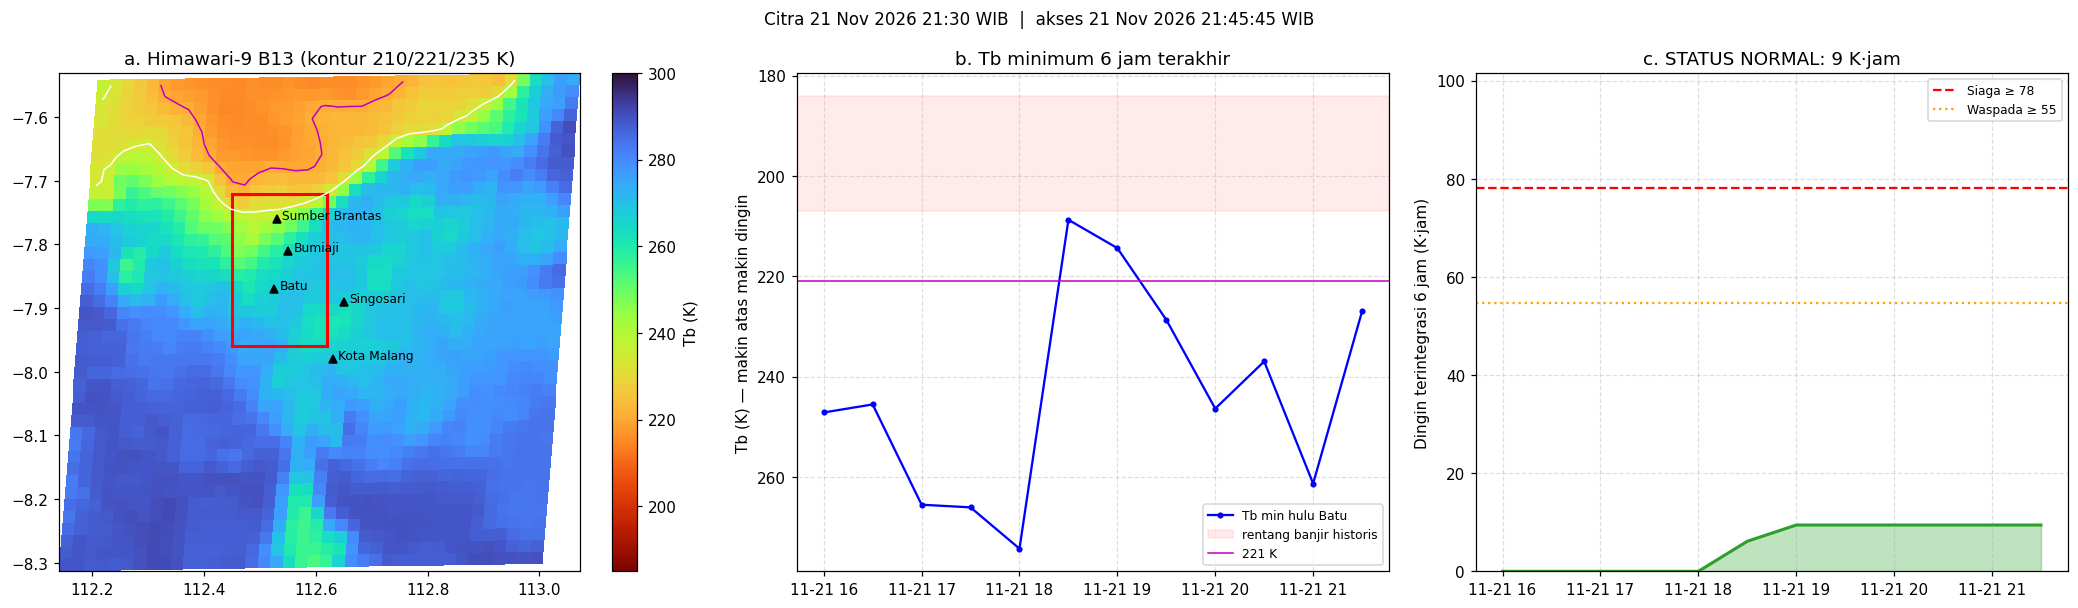 Citra 21 Nov 2026 21:30 WIB | akses 21 Nov 2026 21:45:45 WIB
a. Himawari-9 B13 (kontur 210/221/235 K)
−7.6
−7.7
−7.8
−7.9
−8.0
−8.1
−8.2
−8.3
112.2
112.4
112.6
112.8
113.0
Sumber Brantas
Bumiaji
Batu
Singosari
Kota Malang
300
280
260
240
220
200
Tb (K)
b. Tb minimum 6 jam terakhir
Tb (K) — makin atas makin dingin
180
200
220
240
260
11-21 16
11-21 17
11-21 18
11-21 19
11-21 20
11-21 21
Tb min hulu Batu
rentang banjir historis
221 K
c. STATUS NORMAL: 9 K·jam
Dingin terintegrasi 6 jam (K·jam)
100
80
60
40
20
0
11-21 16
11-21 17
11-21 18
11-21 19
11-21 20
11-21 21
Siaga ≥ 78
Waspada ≥ 55